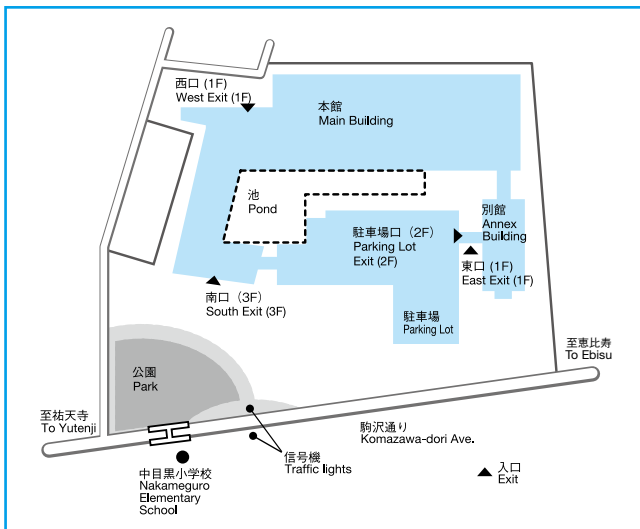 西口 (1F)
West Exit (1F)
本館
Main Building
池
Pond
別館
Annex
Building
駐車場口（2F）
Parking Lot
Exit (2F)
東口 (1F)
East Exit (1F)
南口（3F）
South Exit (3F)
駐車場
Parking Lot
至恵比寿
To Ebisu
公園
Park
至祐天寺
To Yutenji
駒沢通り
Komazawa-dori Ave.
信号機
Traffic lights
中目黒小学校
Nakameguro
Elementary
School
入口
Exit